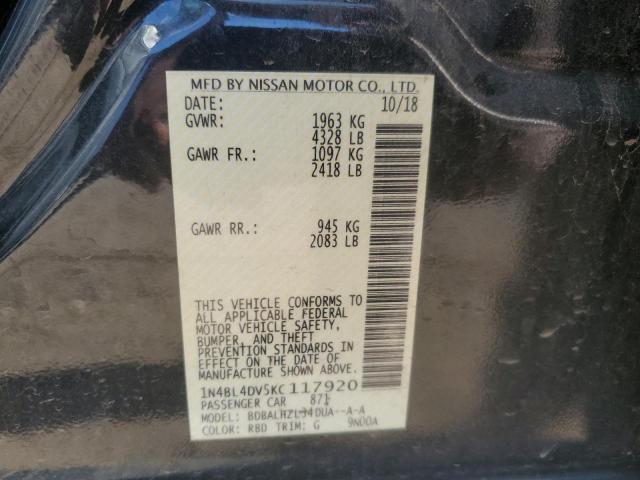 MFD BY NISSAN MOTOR CO., LTD.
DATE: 10/18
GVWR: 1963 KG
4328 LB
GAWR FR.: 1097 KG
2418 LB
GAWR RR.: 945 KG
2083 LB
THIS VEHICLE CONFORMS TO
ALL APPLICABLE FEDERAL
MOTOR VEHICLE SAFETY,
BUMPER, AND THEFT
PREVENTION STANDARDS IN
EFFECT ON THE DATE OF
MANUFACTURE SHOWN ABOVE.
1N4BL4DV5KC117920
PASSENGER CAR 871
MODEL: BDBALHZL34DUA--A-A
COLOR: RBD TRIM: G 9N00A